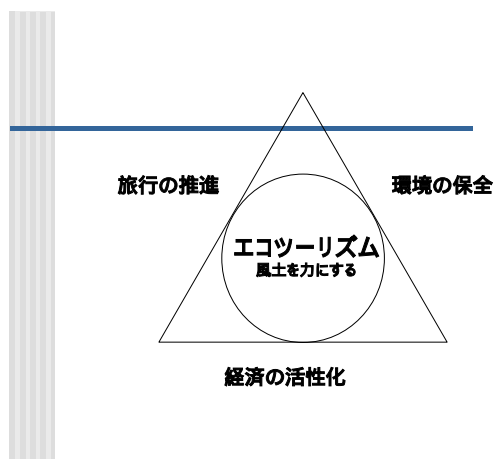 旅行の推進
環境の保全
エコツーリズム
風土を力にする
経済の活性化